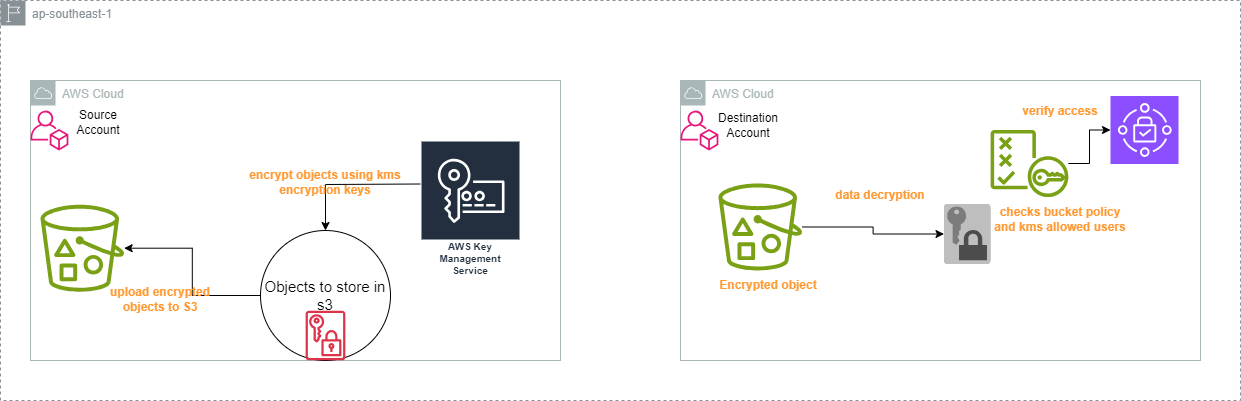 ap-southeast-1
AWS Cloud
Source
Account
encrypt objects using kms
encryption keys
AWS Key
Management
Service
Objects to store in
s3
upload encrypted
objects to S3
AWS Cloud
Destination
Account
verify access
data decryption
checks bucket policy
and kms allowed users
Encrypted object